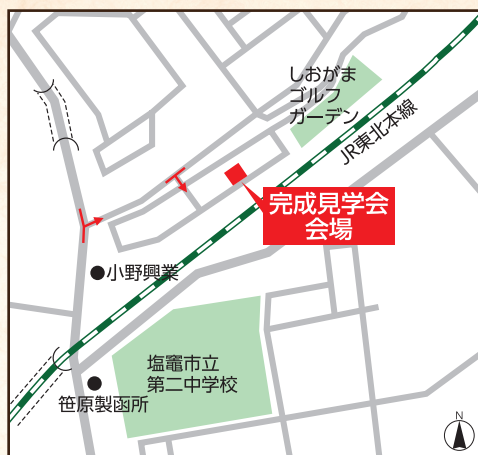 しおがま
ゴルフ
ガーデン
JR東北本線
完成見学会
会場
小野興業
塩竈市立
第二中学校
笹原製函所
N